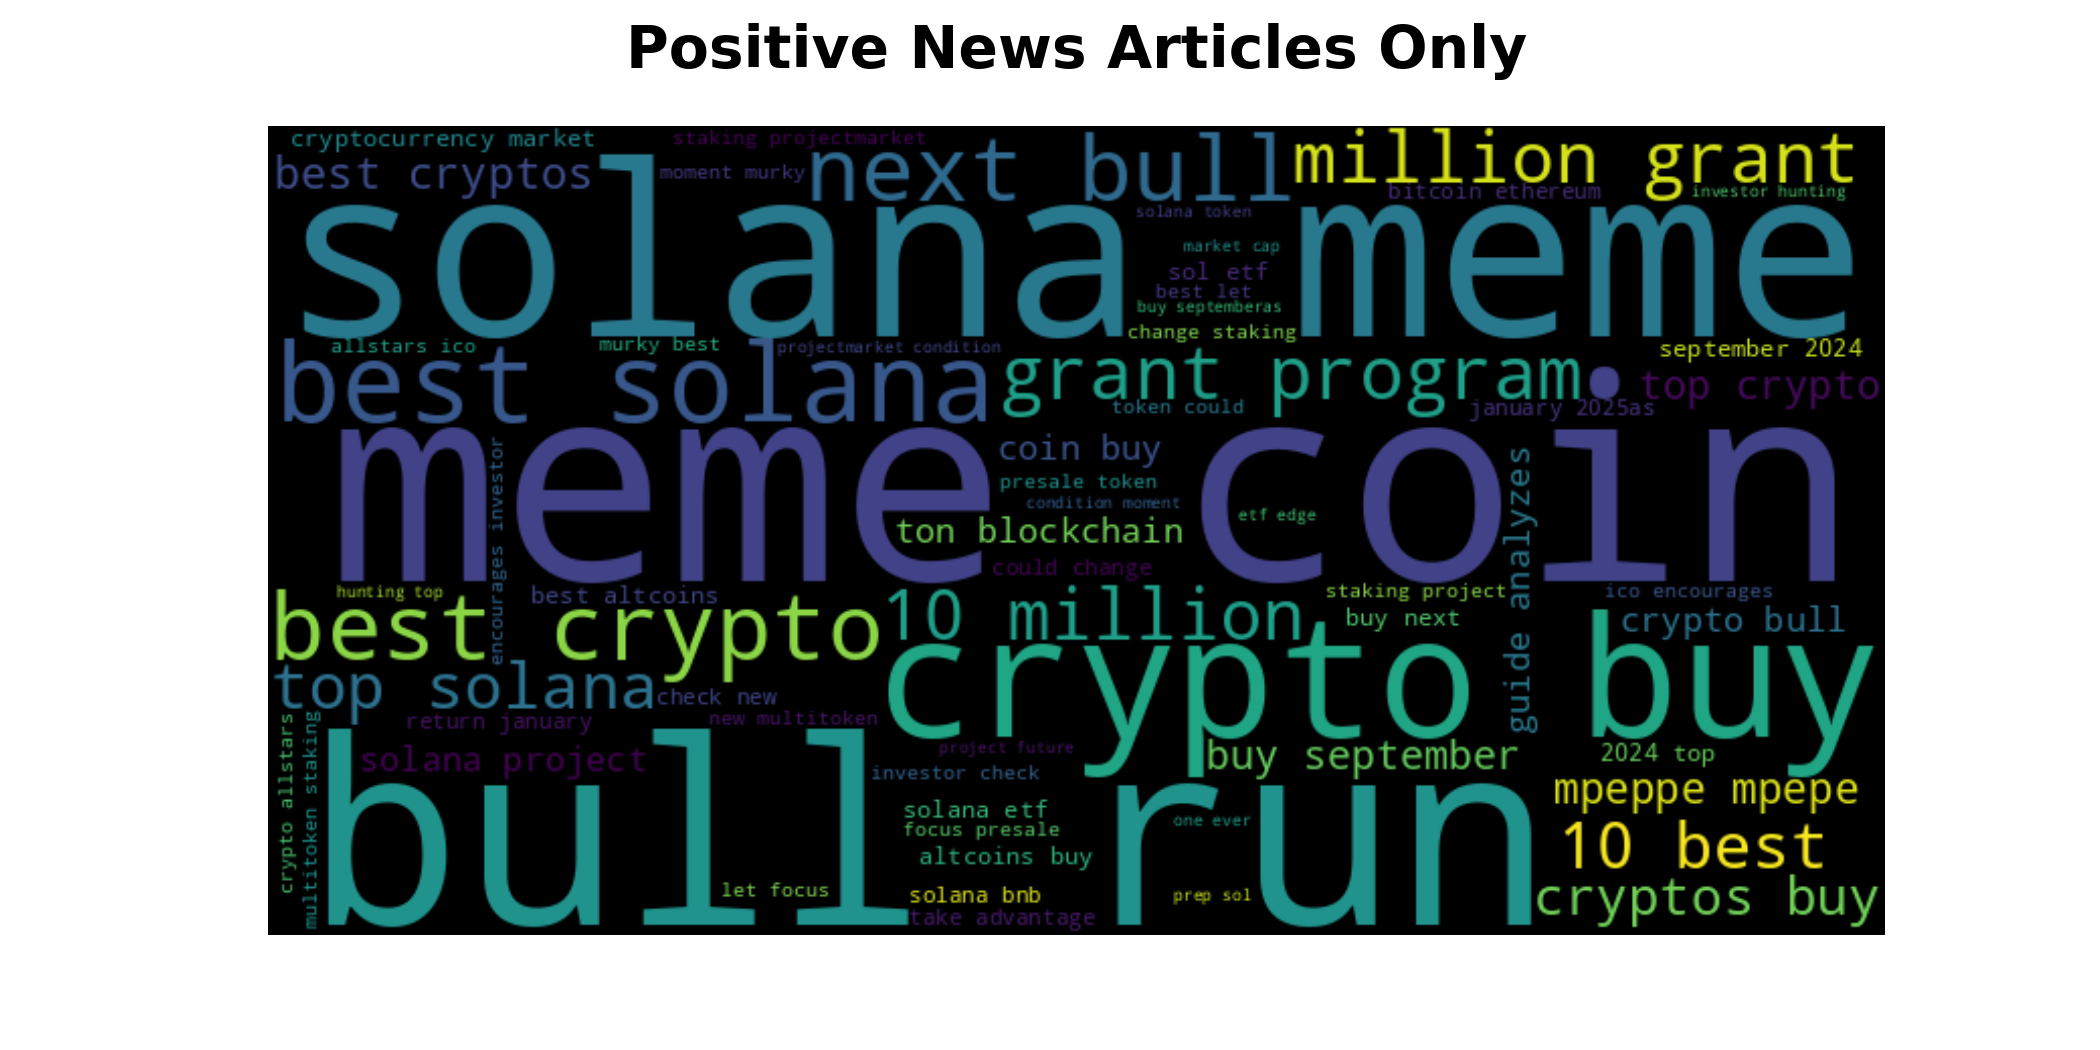 Positive News Articles Only
cryptocurrency market
staking projectmarket
best cryptos
moment murky
next bull
million grant
bitcoin ethereum
investor hunting
solana meme
solana token
market cap
sol etf
best let
buy septemberas
change staking
allstars ico
murky best
projectmarket condition
september 2024
best solana
grant program
top crypto
token could
january 2025as
meme coin
encourages investor
coin buy
presale token
condition moment
etf edge
ton blockchain
guide analyzes
could change
hunting top
best altcoins
staking project
ico encourages
best crypto
10 million
buy next
crypto bull
crypto buy
top solana
check new
return january
new multitoken
crypto allstars
multitoken staking
solana project
project future
buy september
2024 top
investor check
mpeppe mpepe
bull run
solana etf
focus presale
one ever
10 best
altcoins buy
let focus
solana bnb
prep sol
cryptos buy
take advantage